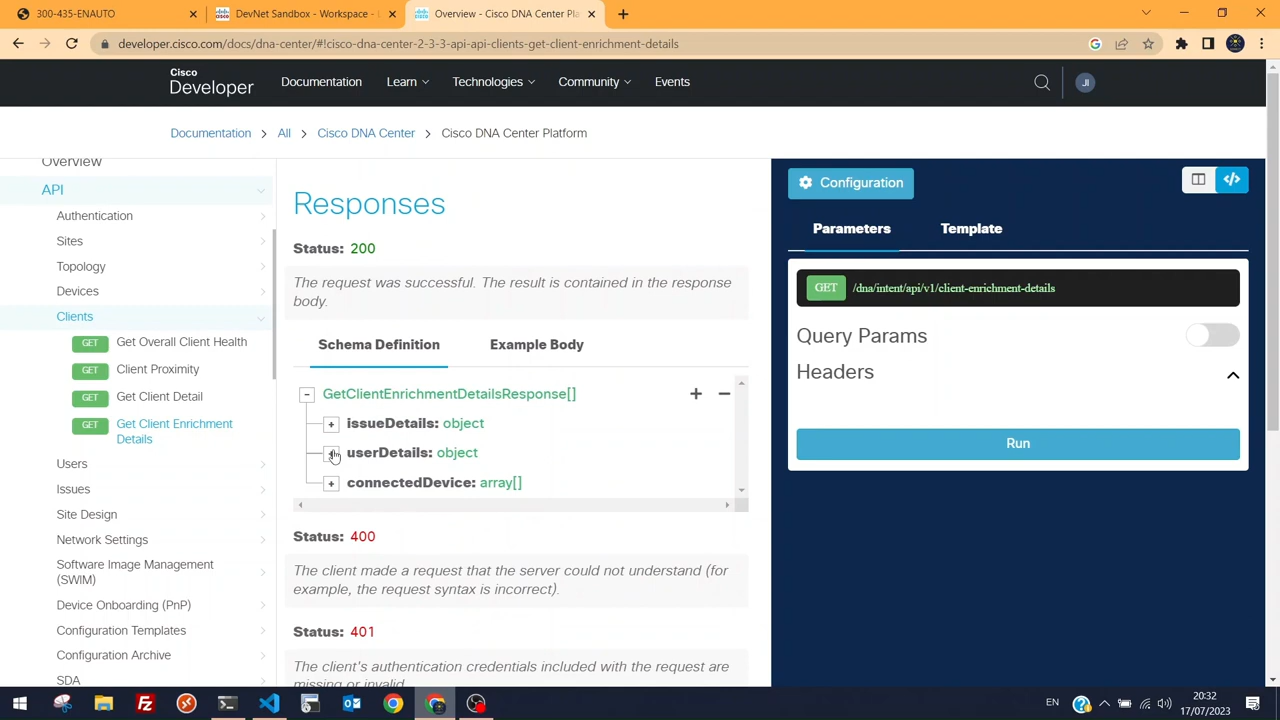 300-435-ENAUTO
DevNet Sandbox - Workspace - L
Overview - Cisco DNA Center Pla
developer.cisco.com/docs/dna-center/#!cisco-dna-center-2-3-3-api-api-clients-get-client-enrichment-details
Cisco
Developer
Documentation
Learn
Technologies
Community
Events
JI
Documentation
All
Cisco DNA Center
Cisco DNA Center Platform
Overview
API
Authentication
Sites
Topology
Devices
Clients
GET Get Overall Client Health
GET Client Proximity
GET Get Client Detail
GET Get Client Enrichment
Details
Users
Issues
Site Design
Network Settings
Software Image Management
(SWIM)
Device Onboarding (PnP)
Configuration Templates
Configuration Archive
SDA
Responses
Status: 200
The request was successful. The result is contained in the response
body.
Schema Definition
Example Body
GetClientEnrichmentDetailsResponse[]
issueDetails: object
userDetails: object
connectedDevice: array[]
Status: 400
The client made a request that the server could not understand (for
example, the request syntax is incorrect).
Status: 401
The client's authentication credentials included with the request are
missing or invalid.
Configuration
Parameters
Template
GET /dna/intent/api/v1/client-enrichment-details
Query Params
Headers
Run
EN
20:32
17/07/2023